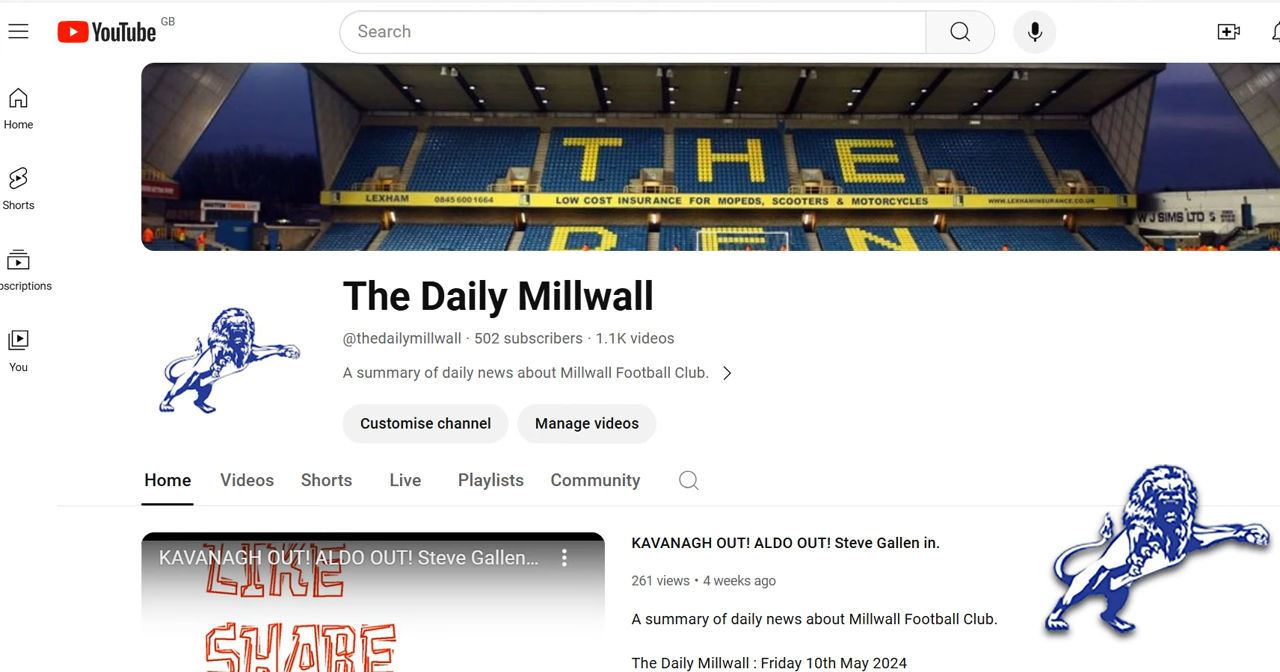 YouTube GB
Search
Home
Shorts
oscriptions
You
THE
LEXHAM 0845 600 1664 LOW COST INSURANCE FOR MOPEDS, SCOOTERS & MOTORCYCLES WWW.LEXHAMINSURANCE.CO.UK
W J SIMS LTD
DEN
The Daily Millwall
@thedailymillwall · 502 subscribers · 1.1K videos
A summary of daily news about Millwall Football Club.
Customise channel Manage videos
Home Videos Shorts Live Playlists Community
KAVANAGH OUT! ALDO OUT! Steve Gallen...
LIKE
SHARE
KAVANAGH OUT! ALDO OUT! Steve Gallen in.
261 views • 4 weeks ago
A summary of daily news about Millwall Football Club.
The Daily Millwall : Friday 10th May 2024